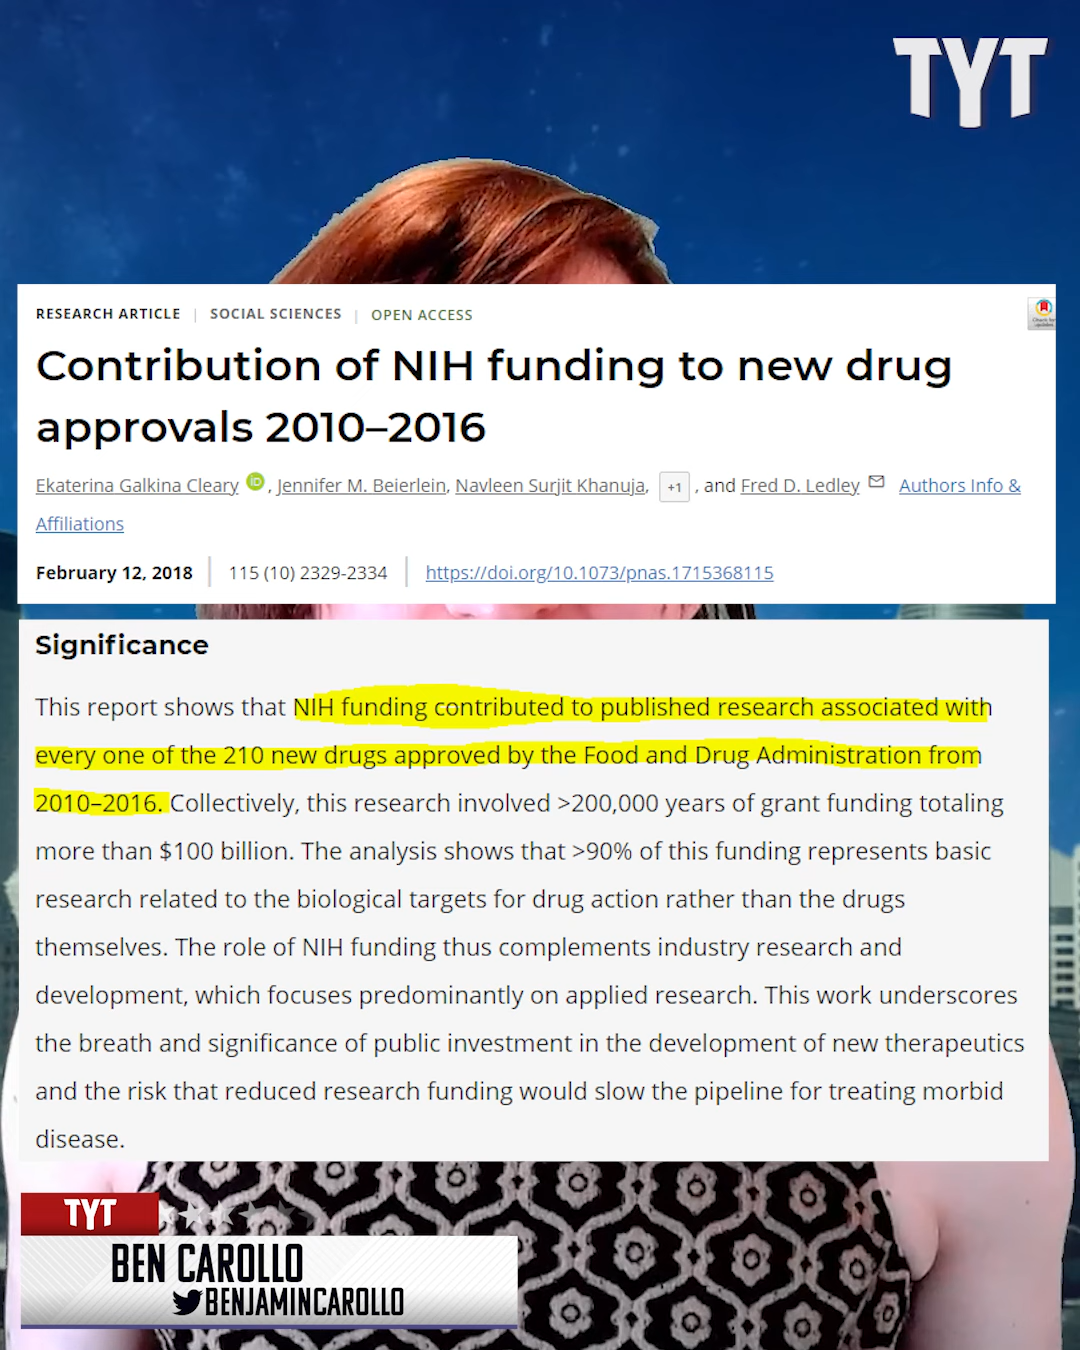 TYT
RESEARCH ARTICLE | SOCIAL SCIENCES | OPEN ACCESS
Contribution of NIH funding to new drug
approvals 2010–2016
Ekaterina Galkina Cleary iD, Jennifer M. Beierlein, Navleen Surjit Khanuja, +1, and Fred D. Ledley Authors Info &
Affiliations
February 12, 2018 | 115 (10) 2329-2334 | https://doi.org/10.1073/pnas.1715368115
Significance
This report shows that NIH funding contributed to published research associated with
every one of the 210 new drugs approved by the Food and Drug Administration from
2010–2016. Collectively, this research involved >200,000 years of grant funding totaling
more than $100 billion. The analysis shows that >90% of this funding represents basic
research related to the biological targets for drug action rather than the drugs
themselves. The role of NIH funding thus complements industry research and
development, which focuses predominantly on applied research. This work underscores
the breath and significance of public investment in the development of new therapeutics
and the risk that reduced research funding would slow the pipeline for treating morbid
disease.
TYT
BEN CAROLLO
BENJAMINCAROLLO